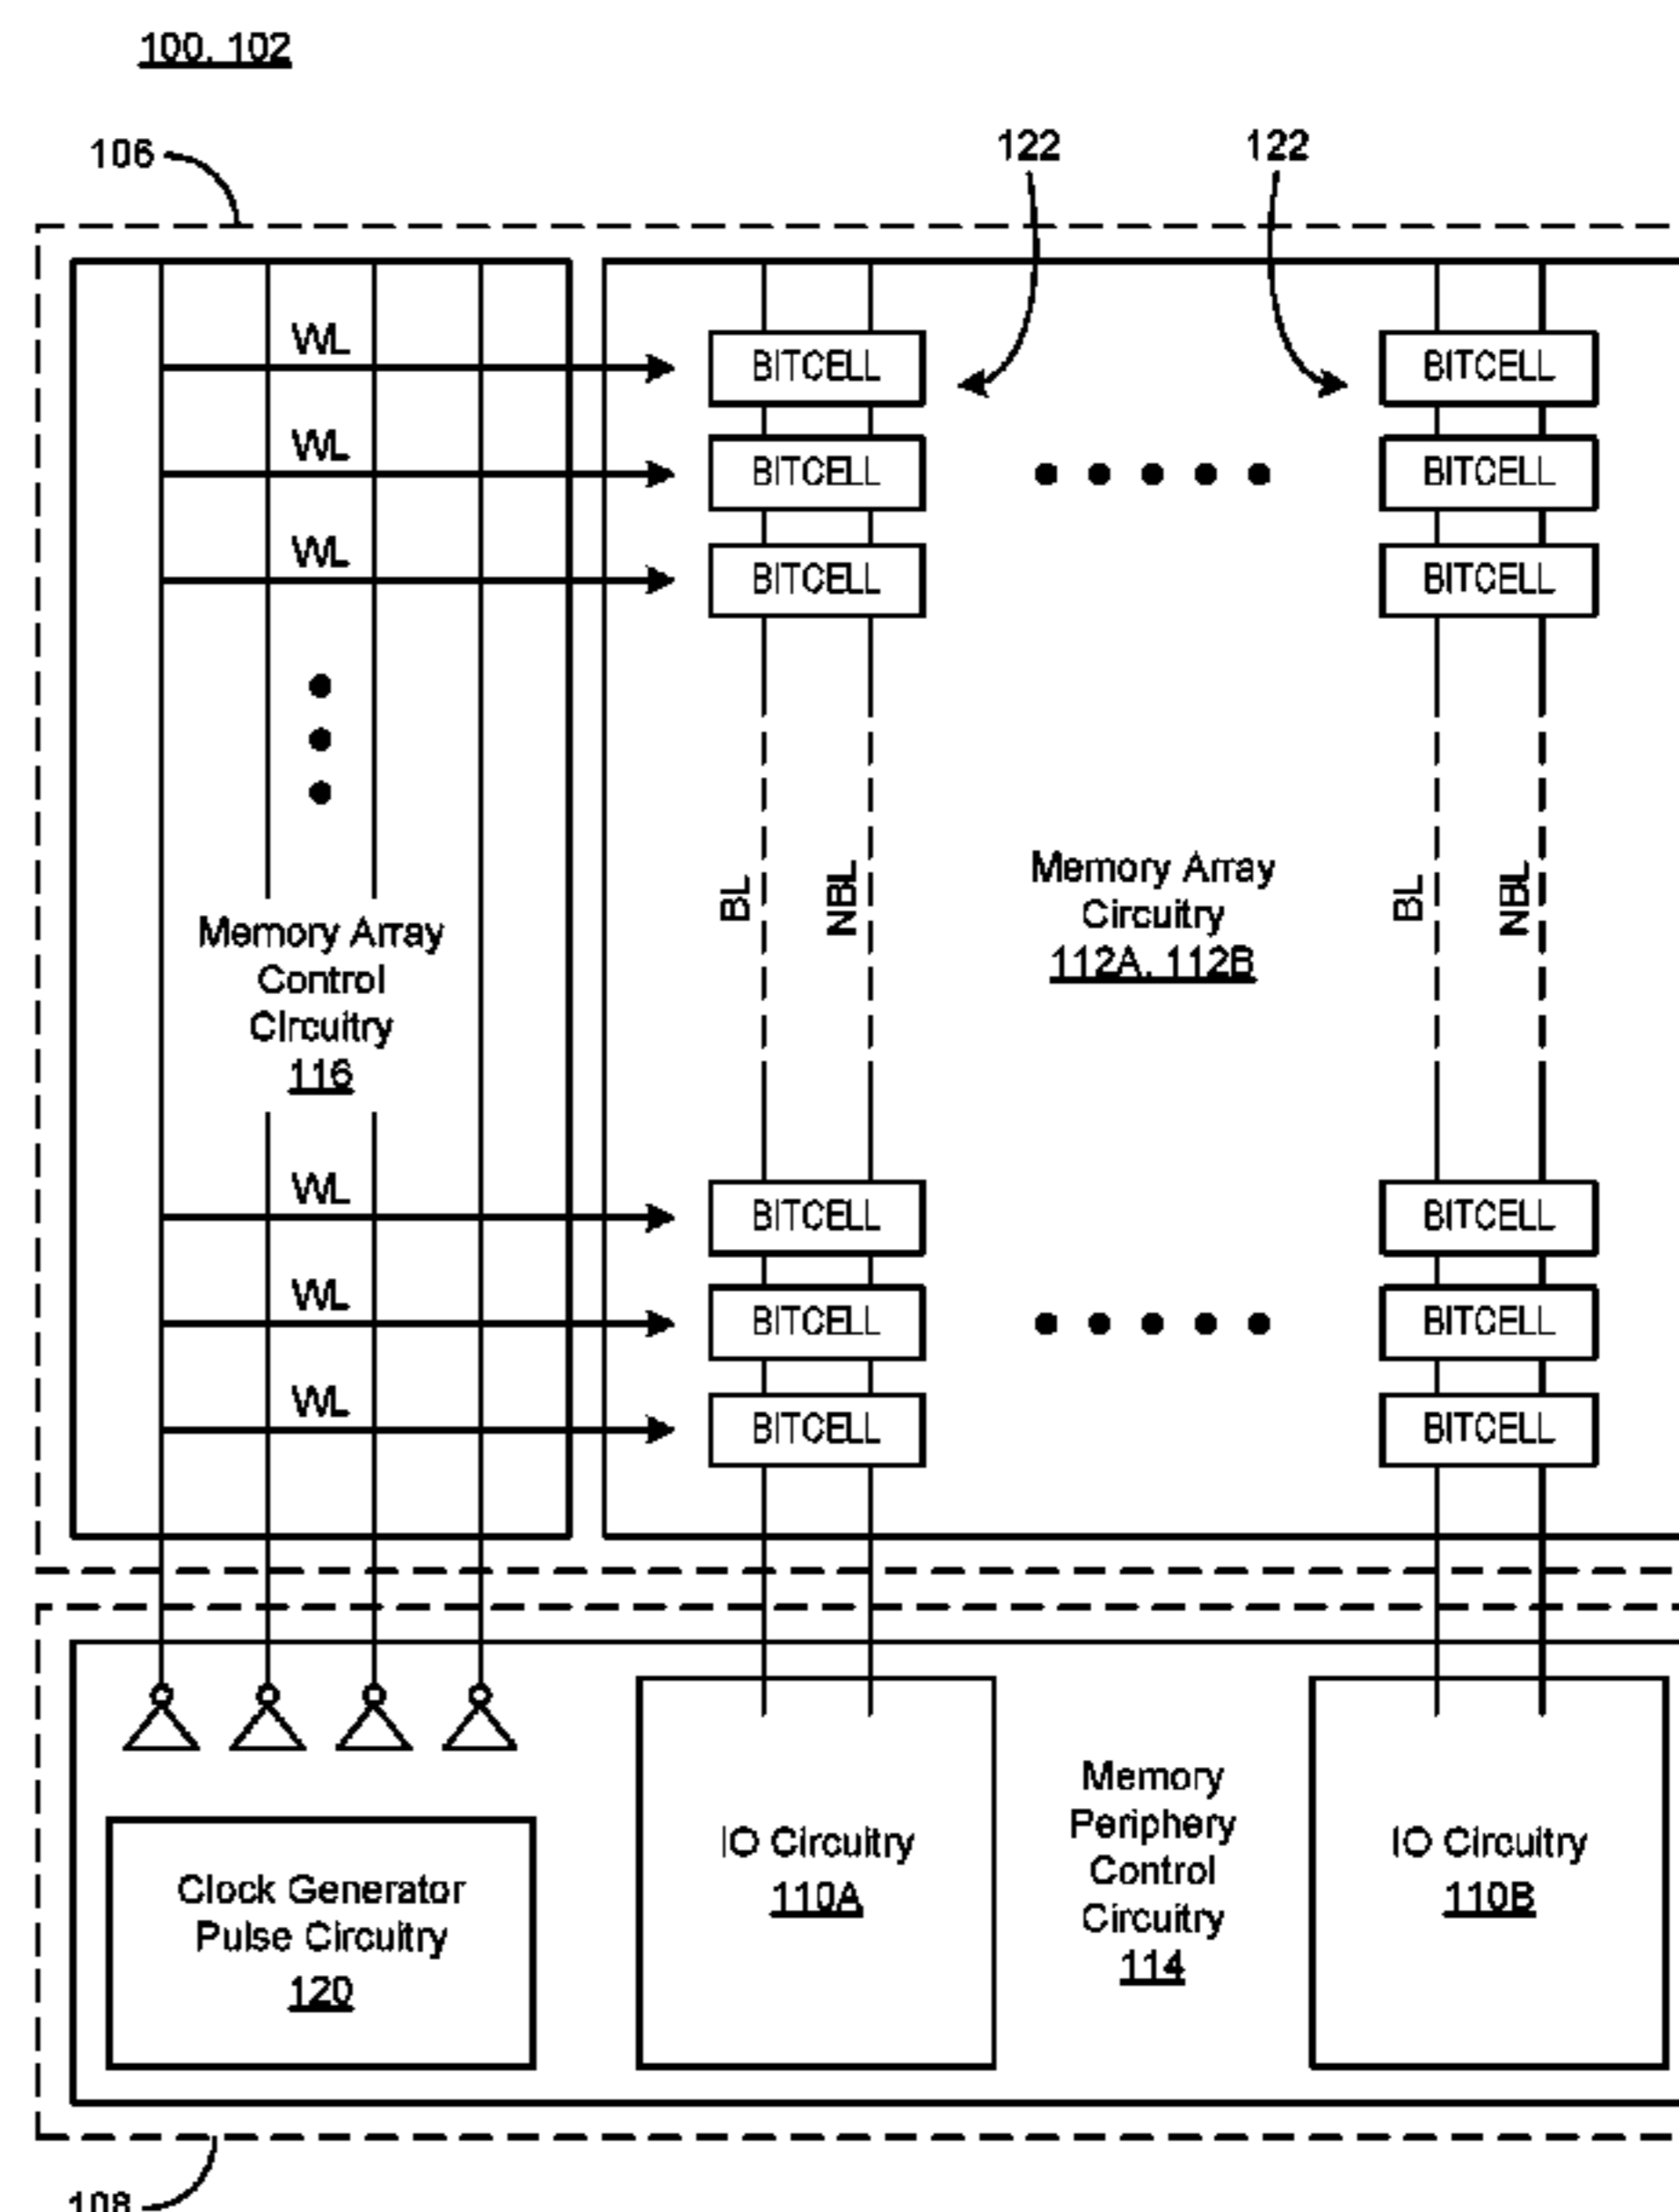 100, 102
106
122
122
WL
BITCELL
BITCELL
WL
BITCELL
BITCELL
WL
BITCELL
BITCELL
Memory Array
Control
Circuitry
116
BL
NBL
Memory Array
Circuitry
112A, 112B
BL
NBL
WL
BITCELL
BITCELL
WL
BITCELL
BITCELL
WL
BITCELL
BITCELL
Clock Generator
Pulse Circuitry
120
IO Circuitry
110A
Memory
Periphery
Control
Circuitry
114
IO Circuitry
110B
108